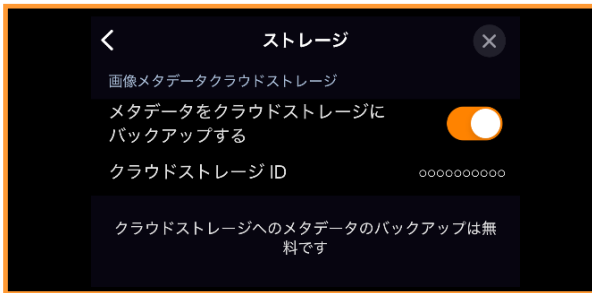 ストレージ
画像メタデータクラウドストレージ
メタデータをクラウドストレージに
バックアップする
クラウドストレージ ID
○○○○○○○○○○
クラウドストレージへのメタデータのバックアップは無
料です